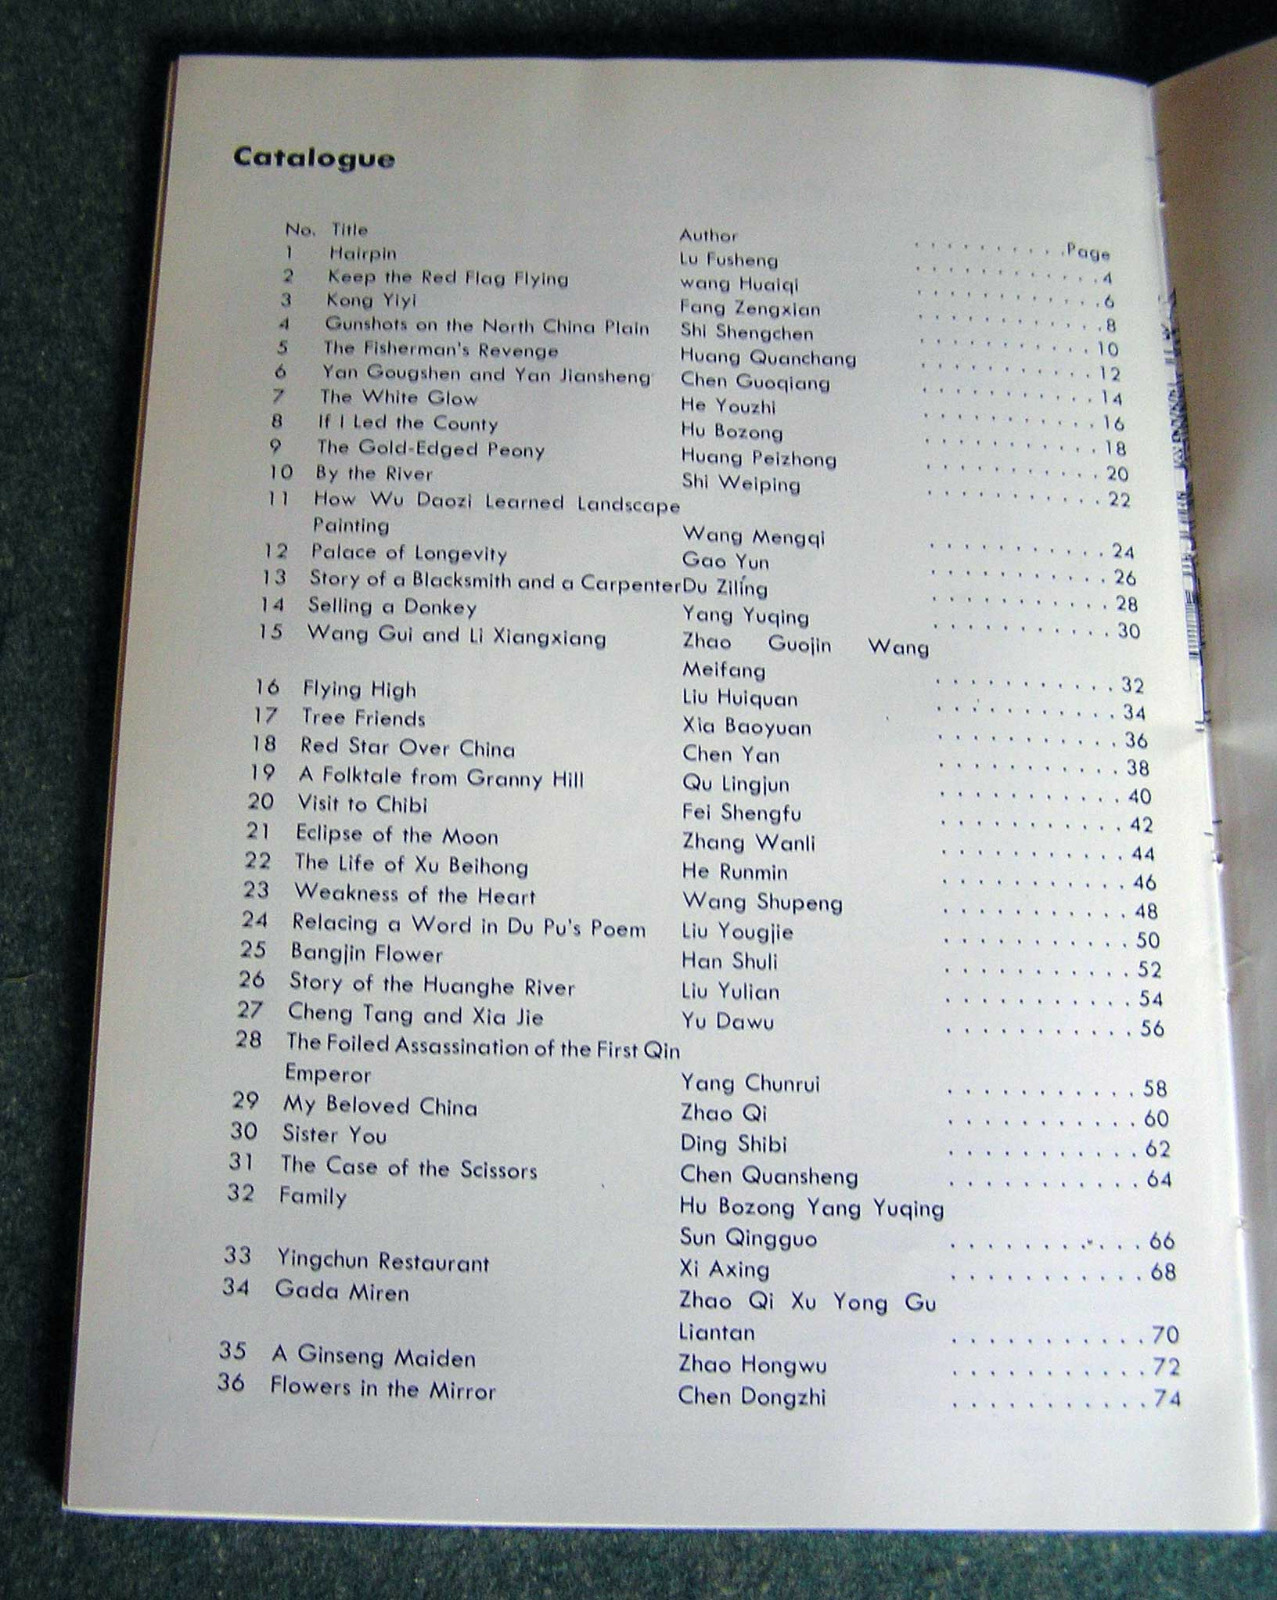 Catalogue
No. Title Author . . . . . . . . . . .Page
1 Hairpin Lu Fusheng . . . . . . . . . . .4
2 Keep the Red Flag Flying wang Huaiqi . . . . . . . . . . .6
3 Kong Yiyi Fang Zengxian . . . . . . . . . . .8
4 Gunshots on the North China Plain Shi Shengchen . . . . . . . . . . .10
5 The Fisherman's Revenge Huang Quanchang . . . . . . . . . . .12
6 Yan Gougshen and Yan Jiansheng Chen Guoqiang . . . . . . . . . . .14
7 The White Glow He Youzhi . . . . . . . . . . .16
8 If I Led the County Hu Bozong . . . . . . . . . . .18
9 The Gold-Edged Peony Huang Peizhong . . . . . . . . . . .20
10 By the River Shi Weiping . . . . . . . . . . .22
11 How Wu Daozi Learned Landscape
Painting Wang Mengqi . . . . . . . . . . .24
12 Palace of Longevity Gao Yun . . . . . . . . . . .26
13 Story of a Blacksmith and a Carpenter Du Ziling . . . . . . . . . . .28
14 Selling a Donkey Yang Yuqing . . . . . . . . . . .30
15 Wang Gui and Li Xiangxiang Zhao Guojin Wang
Meifang . . . . . . . . . . .32
16 Flying High Liu Huiquan . . . . . . . . . . .34
17 Tree Friends Xia Baoyuan . . . . . . . . . . .36
18 Red Star Over China Chen Yan . . . . . . . . . . .38
19 A Folktale from Granny Hill Qu Lingjun . . . . . . . . . . .40
20 Visit to Chibi Fei Shengfu . . . . . . . . . . .42
21 Eclipse of the Moon Zhang Wanli . . . . . . . . . . .44
22 The Life of Xu Beihong He Runmin . . . . . . . . . . .46
23 Weakness of the Heart Wang Shupeng . . . . . . . . . . .48
24 Relacing a Word in Du Pu's Poem Liu Yougjie . . . . . . . . . . .50
25 Bangjin Flower Han Shuli . . . . . . . . . . .52
26 Story of the Huanghe River Liu Yulian . . . . . . . . . . .54
27 Cheng Tang and Xia Jie Yu Dawu . . . . . . . . . . .56
28 The Foiled Assassination of the First Qin
Emperor Yang Chunrui . . . . . . . . . . .58
29 My Beloved China Zhao Qi . . . . . . . . . . .60
30 Sister You Ding Shibi . . . . . . . . . . .62
31 The Case of the Scissors Chen Quansheng . . . . . . . . . . .64
32 Family Hu Bozong Yang Yuqing
Sun Qingguo . . . . . . . . . . .66
33 Yingchun Restaurant Xi Axing . . . . . . . . . . .68
34 Gada Miren Zhao Qi Xu Yong Gu
Liantan . . . . . . . . . . .70
35 A Ginseng Maiden Zhao Hongwu . . . . . . . . . . .72
36 Flowers in the Mirror Chen Dongzhi . . . . . . . . . . .74